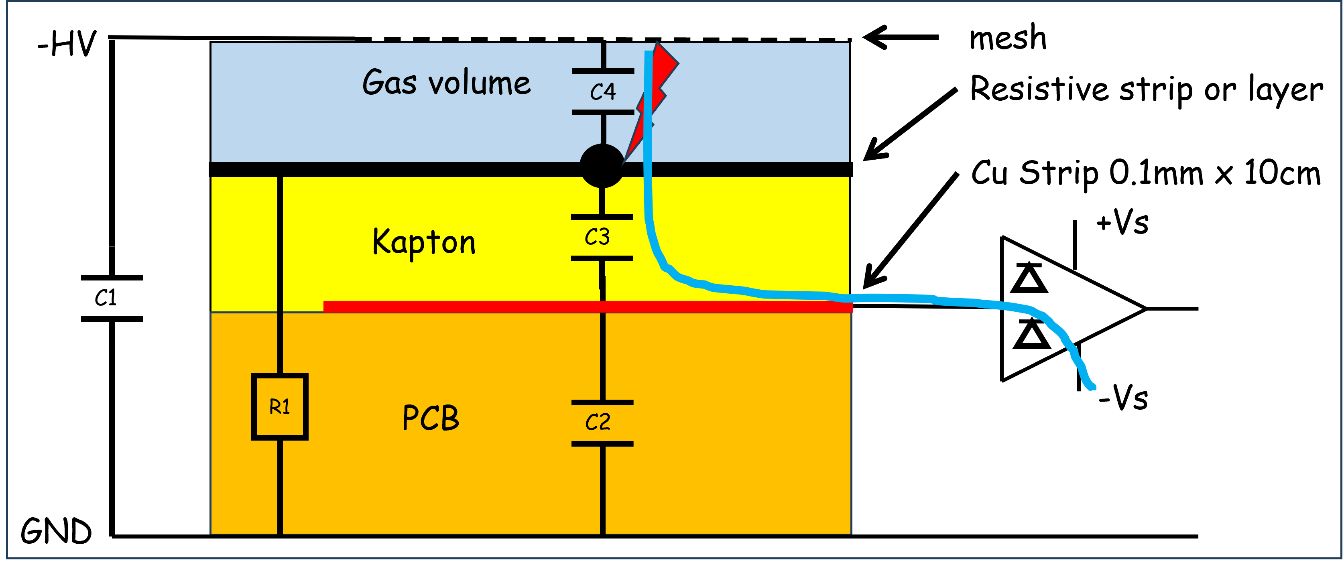 -HV
mesh
Gas volume
C4
Resistive strip or layer
Cu Strip 0.1mm x 10cm
+Vs
Kapton
C3
C1
R1
PCB
C2
-Vs
GND